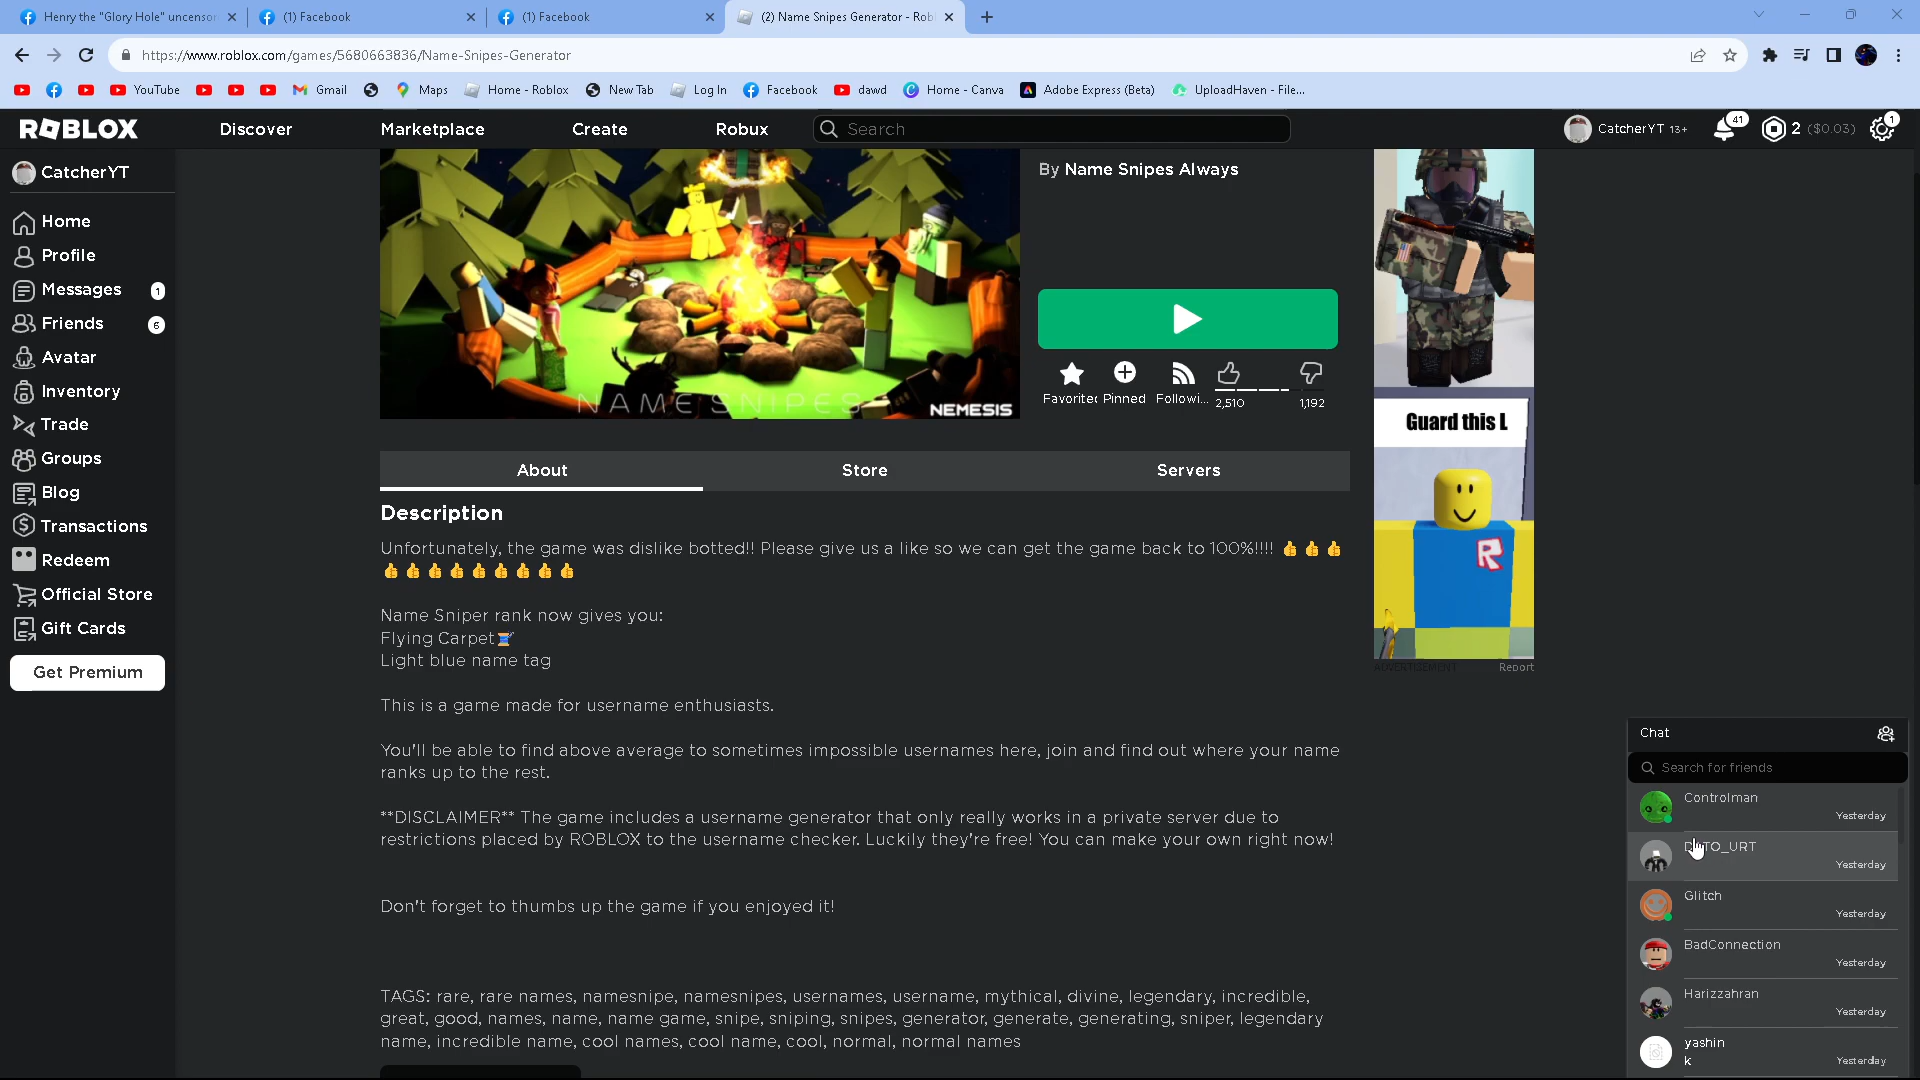 Henry the "Glory Hole" uncensor
(1) Facebook
(1) Facebook
(2) Name Snipes Generator - Rob
https://www.roblox.com/games/5680663836/Name-Snipes-Generator
YouTube
Gmail
Maps
Home - Roblox
New Tab
Log In
Facebook
dawd
Home - Canva
Adobe Express (Beta)
UploadHaven - File...
ROBLOX
Discover
Marketplace
Create
Robux
Search
CatcherYT 13+
41
2 ($0.03)
1
CatcherYT
Home
Profile
Messages 1
Friends 6
Avatar
Inventory
Trade
Groups
Blog
Transactions
Redeem
Official Store
Gift Cards
Get Premium
NAME SNIPES
NEMESIS
By Name Snipes Always
Favorited
Pinned
Followi...
2,510
1,192
About
Store
Servers
Description
Unfortunately, the game was dislike botted!! Please give us a like so we can get the game back to 100%!!!! 👍👍👍
👍👍👍👍👍👍👍👍👍
Name Sniper rank now gives you:
Flying Carpet
Light blue name tag
This is a game made for username enthusiasts.
You'll be able to find above average to sometimes impossible usernames here, join and find out where your name
ranks up to the rest.
**DISCLAIMER** The game includes a username generator that only really works in a private server due to
restrictions placed by ROBLOX to the username checker. Luckily they're free! You can make your own right now!
Don't forget to thumbs up the game if you enjoyed it!
TAGS: rare, rare names, namesnipe, namesnipes, usernames, username, mythical, divine, legendary, incredible,
great, good, names, name, name game, snipe, sniping, snipes, generator, generate, generating, sniper, legendary
name, incredible name, cool names, cool name, cool, normal, normal names
Guard this L
R
ADVERTISEMENT
Report
Chat
Search for friends
Controlman
Yesterday
Yesterday
Glitch
Yesterday
BadConnection
Yesterday
Harizzahran
Yesterday
yashin
k
Yesterday